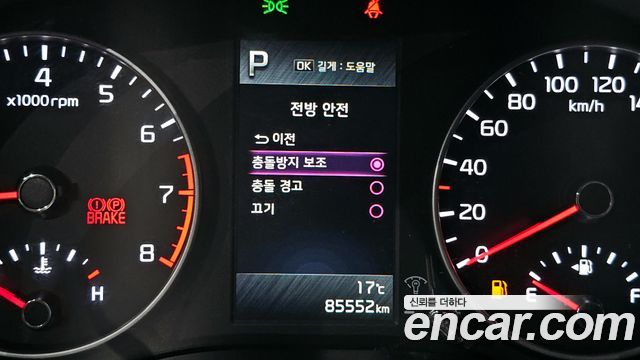 P OK 길게 : 도움말
전방 안전
이전
충돌방지 보조
충돌 경고
끄기
17℃
85552km
4
5
6
7
8
x1000rpm
BRAKE
H
0
20
40
60
80
100
120
km/h
E
신뢰를 더하다
encar.com